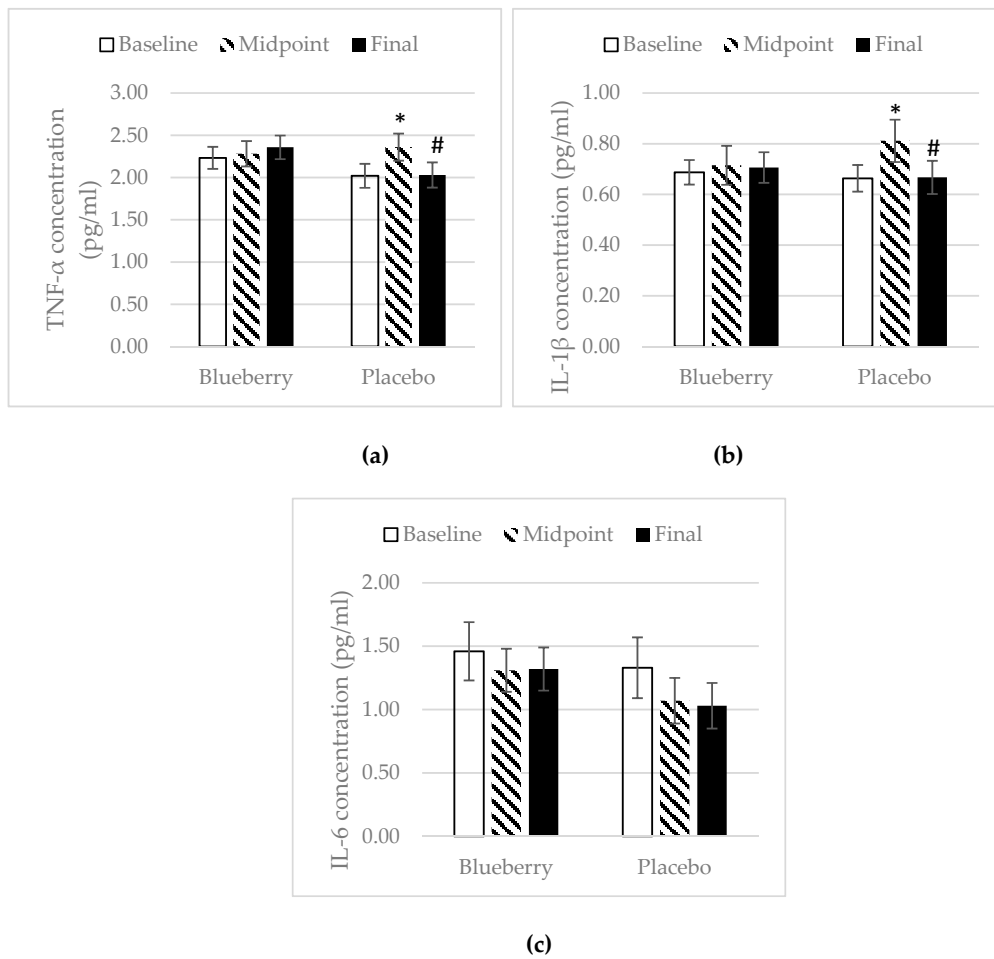 Baseline Midpoint Final
TNF-α concentration
(pg/ml)
3.00
2.50
2.00
1.50
1.00
0.50
0.00
*
#
Blueberry Placebo
(a)
Baseline Midpoint Final
IL-1β concentration (pg/ml)
1.00
0.80
0.60
0.40
0.20
0.00
*
#
Blueberry Placebo
(b)
Baseline Midpoint Final
IL-6 concentration (pg/ml)
2.00
1.50
1.00
0.50
0.00
Blueberry Placebo
(c)